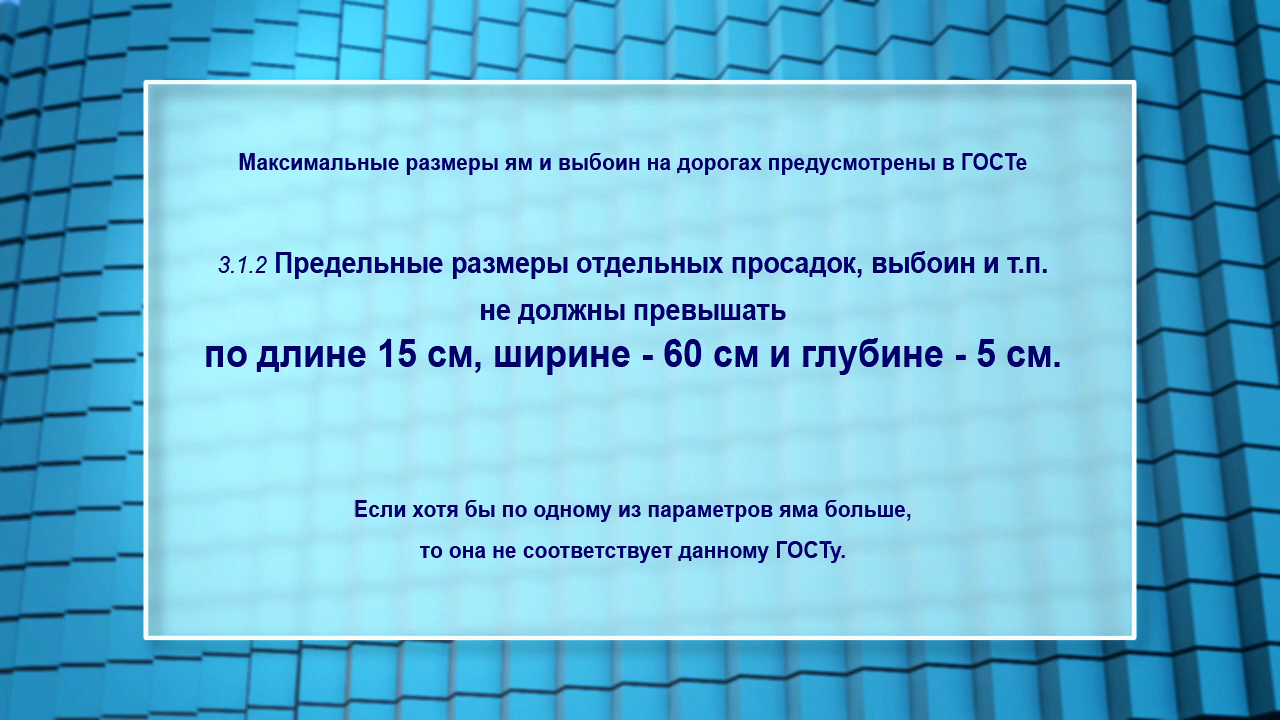 Максимальные размеры ям и выбоин на дорогах предусмотрены в ГОСТе
3.1.2 Предельные размеры отдельных просадок, выбоин и т.п.
не должны превышать
по длине 15 см, ширине - 60 см и глубине - 5 см.
Если хотя бы по одному из параметров яма больше,
то она не соответствует данному ГОСТу.